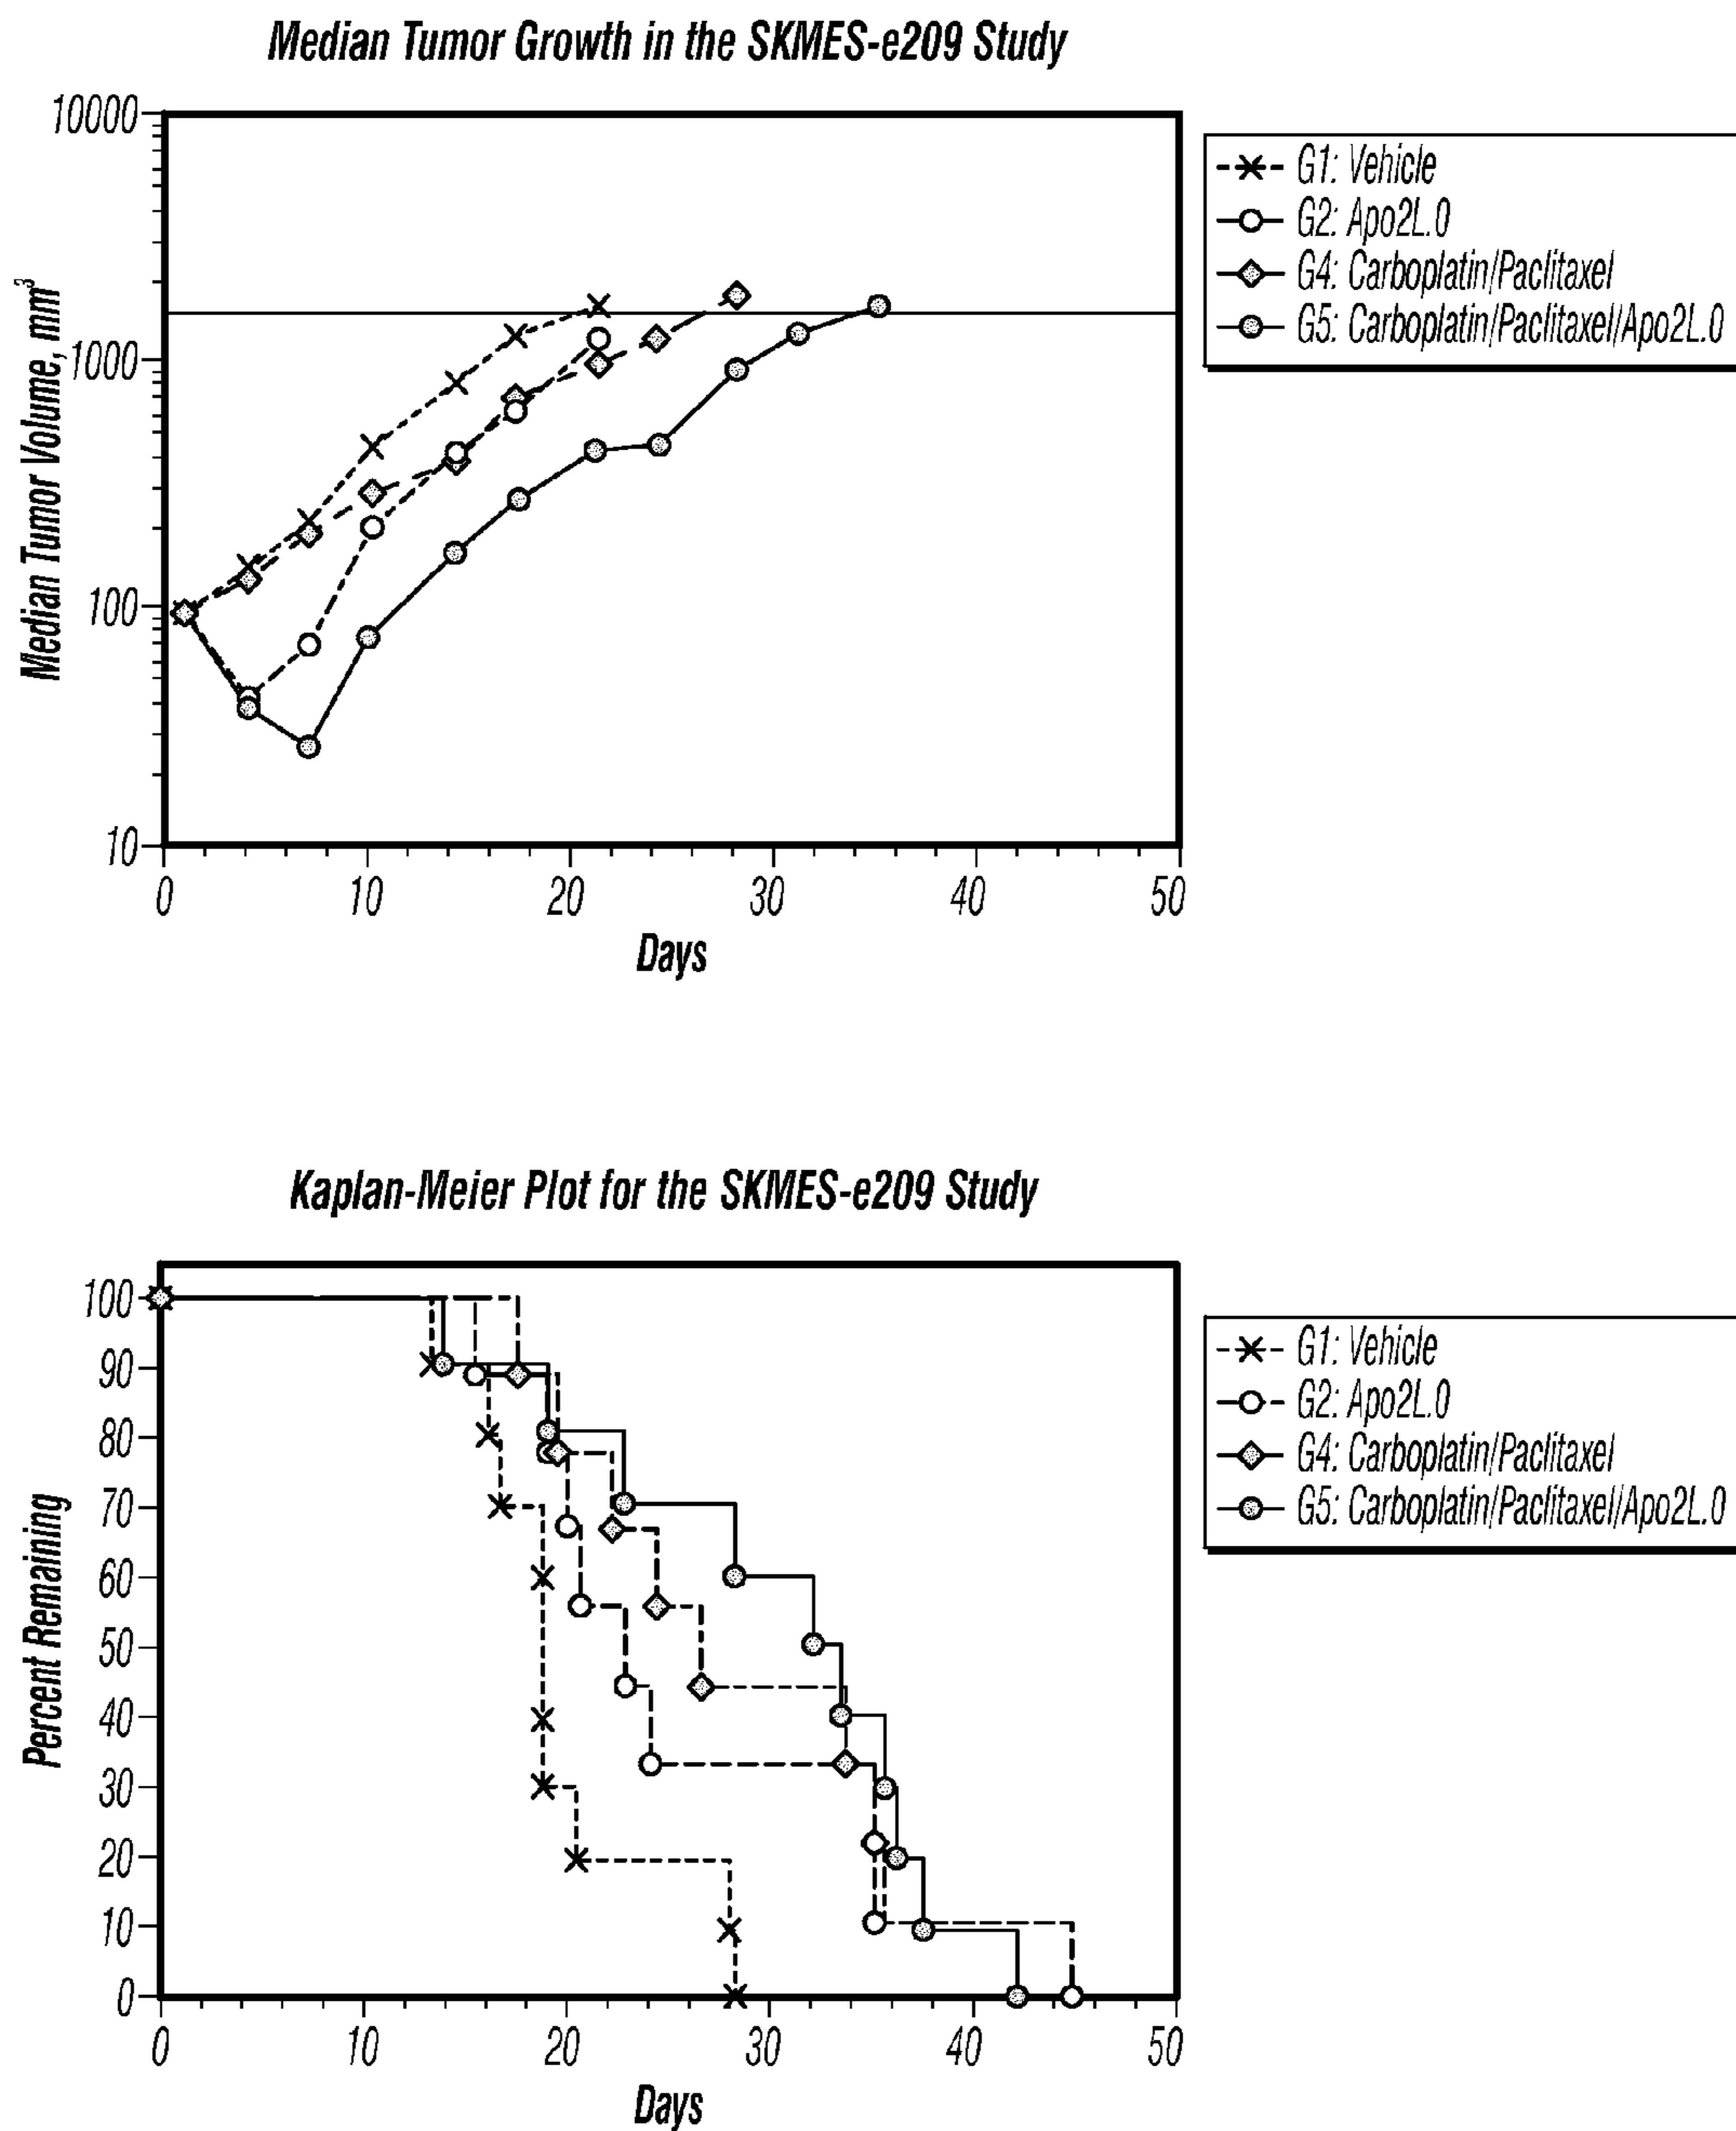 Median Tumor Growth in the SKMES-e209 Study
Median Tumor Volume, mm³
10000
1000
100
10
0 10 20 30 40 50
Days
G1: Vehicle
G2: Apo2L.0
G4: Carboplatin/Paclitaxel
G5: Carboplatin/Paclitaxel/Apo2L.0
Kaplan-Meier Plot for the SKMES-e209 Study
Percent Remaining
100
90
80
70
60
50
40
30
20
10
0
0 10 20 30 40 50
Days
G1: Vehicle
G2: Apo2L.0
G4: Carboplatin/Paclitaxel
G5: Carboplatin/Paclitaxel/Apo2L.0